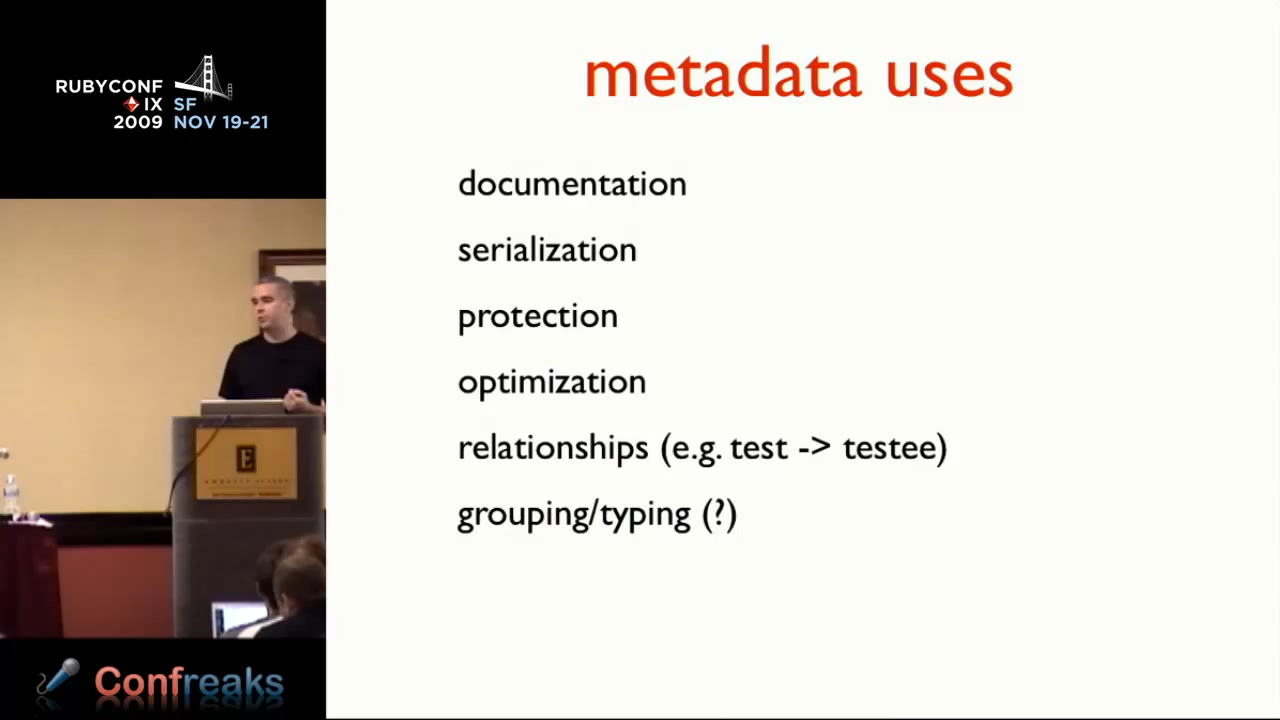 RUBYCONF
IX SF
2009 NOV 19-21
metadata uses
documentation
serialization
protection
optimization
relationships (e.g. test -> testee)
grouping/typing (?)
E
Confreaks